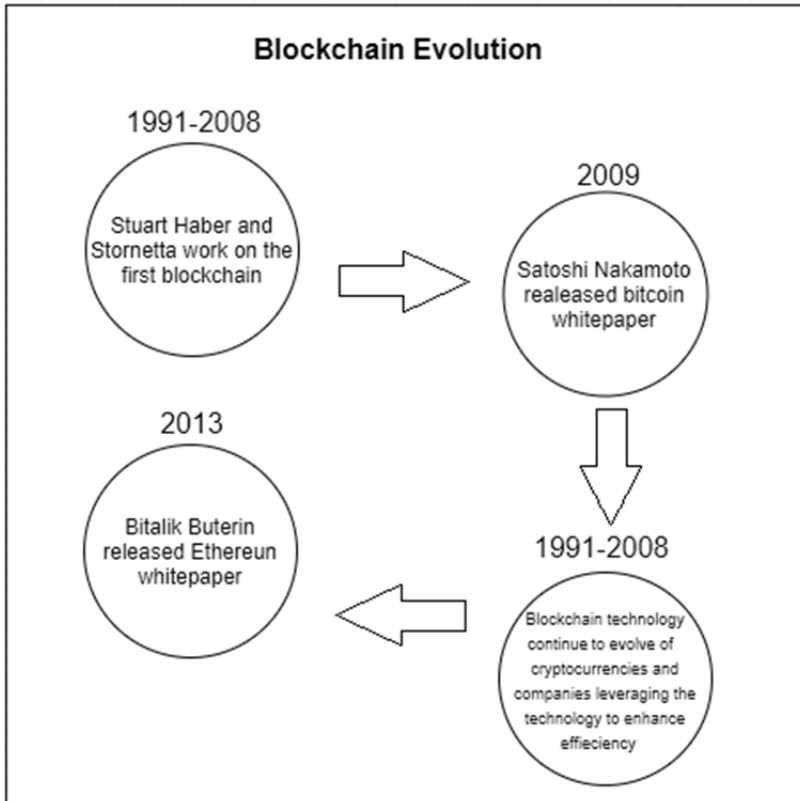 Blockchain Evolution
1991-2008
Stuart Haber and
Stornetta work on the
first blockchain
2009
Satoshi Nakamoto
realeased bitcoin
whitepaper
1991-2008
Blockchain technology
continue to evolve of
cryptocurrencies and
companies leveraging the
technology to enhance
effieciency
2013
Bitalik Buterin
released Ethereun
whitepaper